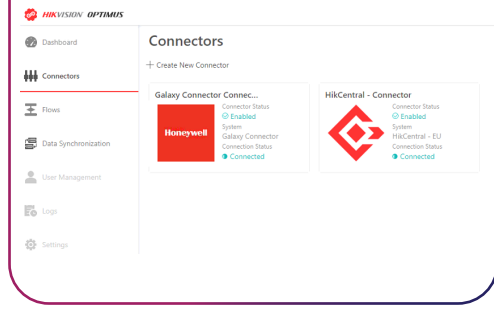 HIKVISION OPTIMUS
Dashboard
Connectors
Flows
Data Synchronization
User Management
Logs
Settings
Connectors
+ Create New Connector
Galaxy Connector Connec...
Honeywell
Connector Status
Enabled
System
Galaxy Connector
Connection Status
Connected
HikCentral - Connector
Connector Status
Enabled
System
HikCentral - EU
Connection Status
Connected